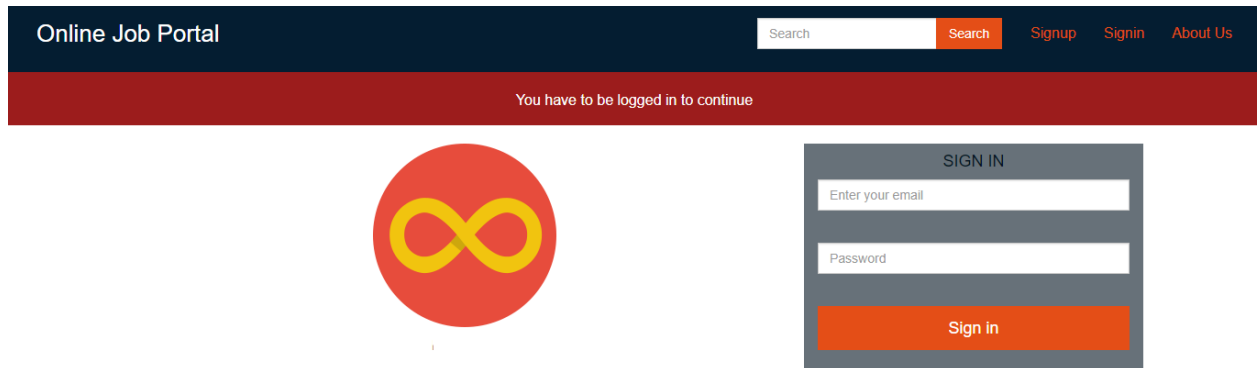 Online Job Portal
Search Search Signup Signin About Us
You have to be logged in to continue
SIGN IN
Enter your email
Password
Sign in